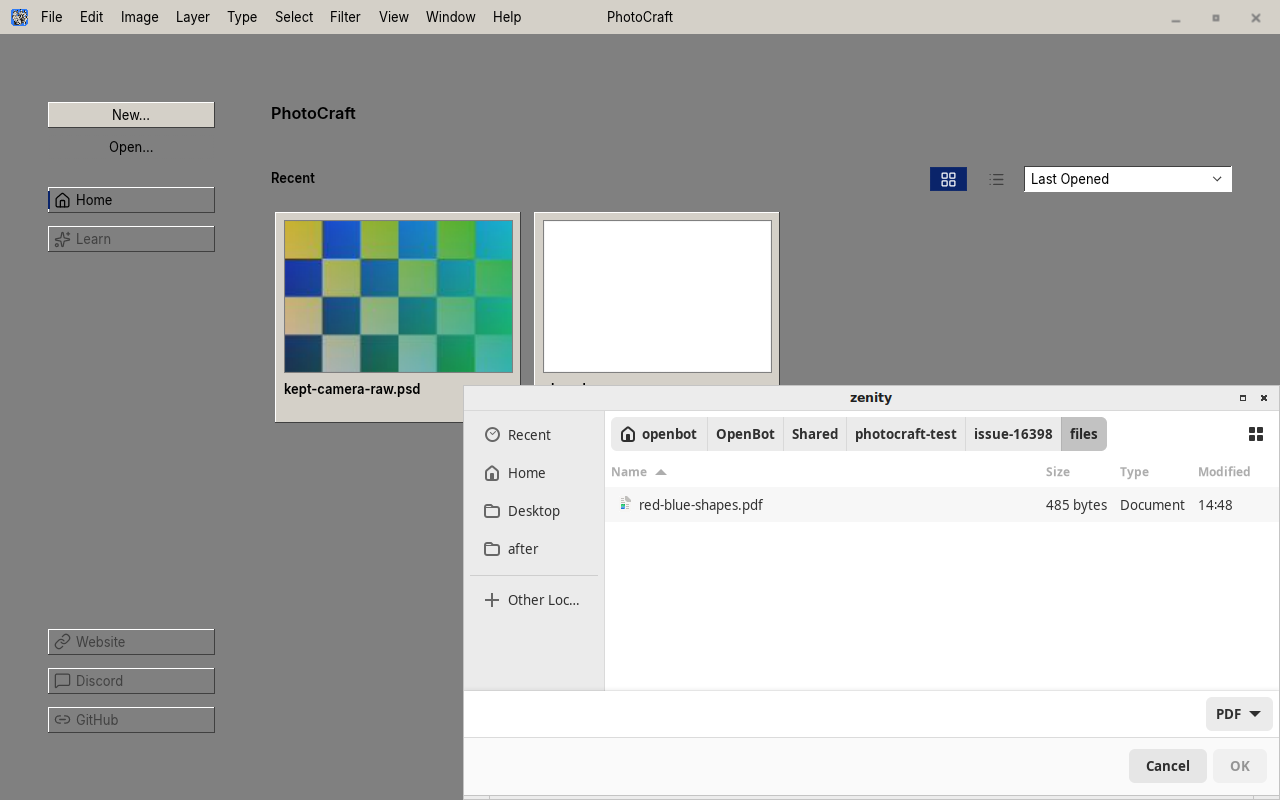 File Edit Image Layer Type Select Filter View Window Help PhotoCraft
New...
Open...
Home
Learn
Website
Discord
GitHub
PhotoCraft
Recent
Last Opened
kept-camera-raw.psd
zenity
Recent
Home
Desktop
after
Other Loc...
openbot OpenBot Shared photocraft-test issue-16398 files
Name Size Type Modified
red-blue-shapes.pdf 485 bytes Document 14:48
PDF
Cancel OK